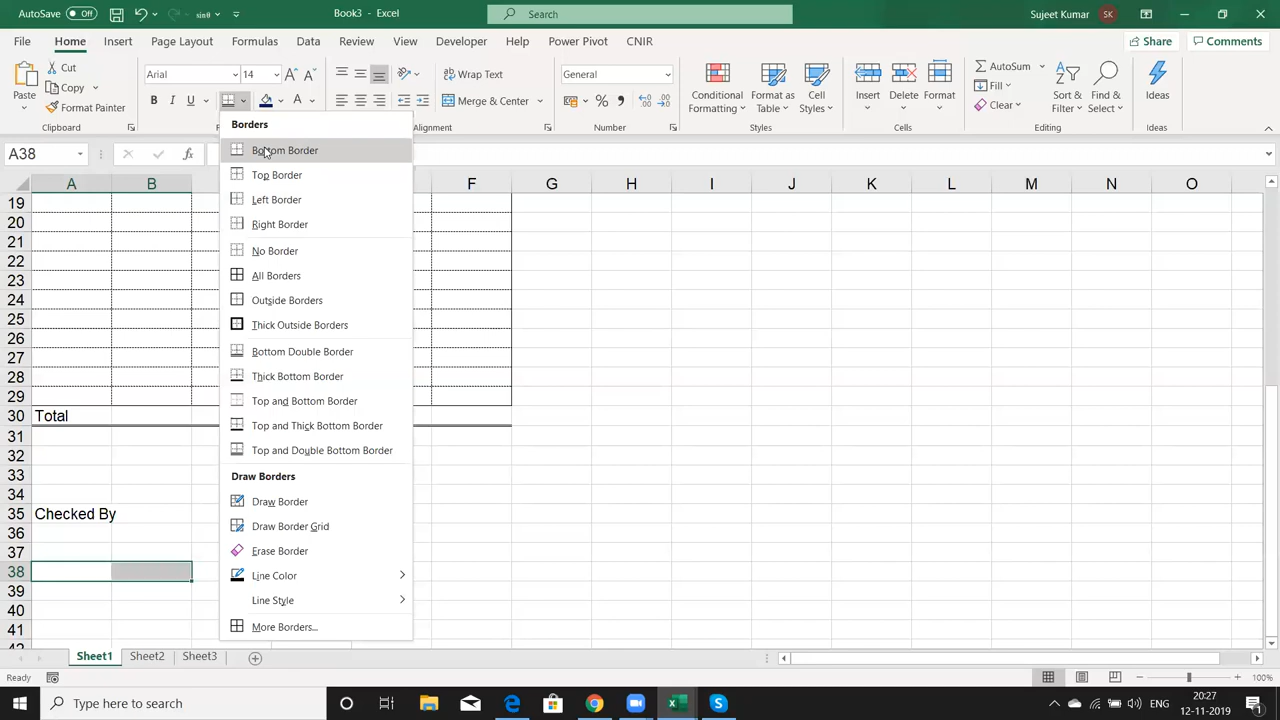 AutoSave Off
Book3 - Excel
Search
Sujeet Kumar SK
File Home Insert Page Layout Formulas Data Review View Developer Help Power Pivot CNIR
Share Comments
Paste
Cut
Copy
Format Painter
Clipboard
Arial 14
B I U
Wrap Text
Merge & Center
Alignment
General
Number
Conditional Formatting
Format as Table
Cell Styles
Styles
Insert
Delete
Format
Cells
AutoSum
Fill
Clear
Sort & Filter
Find & Select
Editing
Ideas
Ideas
A38
fx
A B F G H I J K L M N O
19
20
21
22
23
24
25
26
27
28
29
30 Total
31
32
33
34
35 Checked By
36
37
38
39
40
41
Borders
Bottom Border
Top Border
Left Border
Right Border
No Border
All Borders
Outside Borders
Thick Outside Borders
Bottom Double Border
Thick Bottom Border
Top and Bottom Border
Top and Thick Bottom Border
Top and Double Bottom Border
Draw Borders
Draw Border
Draw Border Grid
Erase Border
Line Color
Line Style
More Borders...
Sheet1 Sheet2 Sheet3
Ready
100%
Type here to search
ENG
20:27
12-11-2019